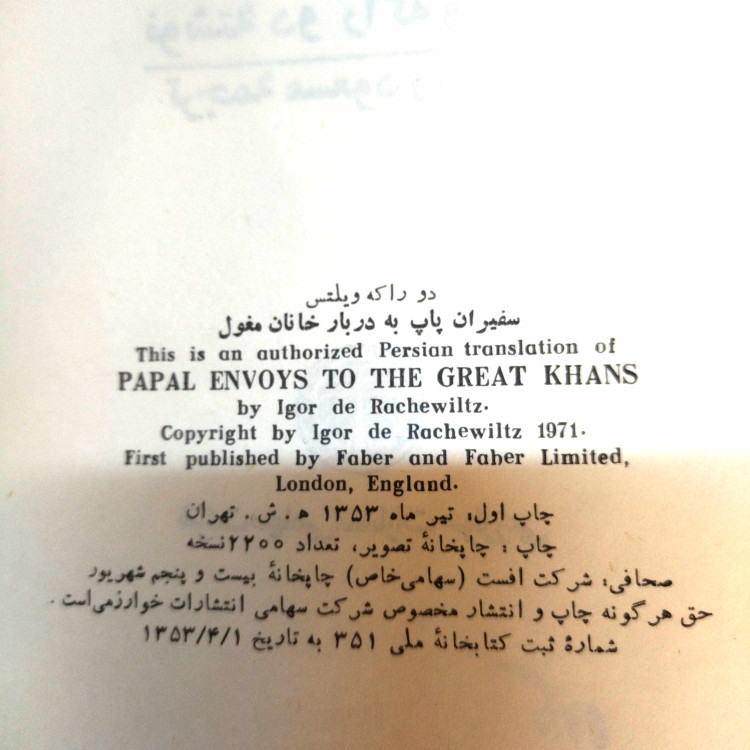 دو راکه ویلتس
سفیران پاپ به دربار خانان مغول
This is an authorized Persian translation of
PAPAL ENVOYS TO THE GREAT KHANS
by Igor de Rachewiltz.
Copyright by Igor de Rachewiltz 1971.
First published by Faber and Faber Limited,
London, England.
چاپ اول: تیر ماه ۱۳۵۳ ه . ش . تهران
چاپ : چاپخانهٔ تصویر، تعداد ۲۲۰۰ نسخه
صحافی: شرکت افست (سهامی‌خاص) چاپخانهٔ بیست و پنجم شهریور
حق هرگونه چاپ و انتشار مخصوص شرکت سهامی انتشارات خوارزمی‌است .
شمارهٔ ثبت کتابخانهٔ ملی ۳۵۱ به تاریخ ۱۳۵۳/۴/۱